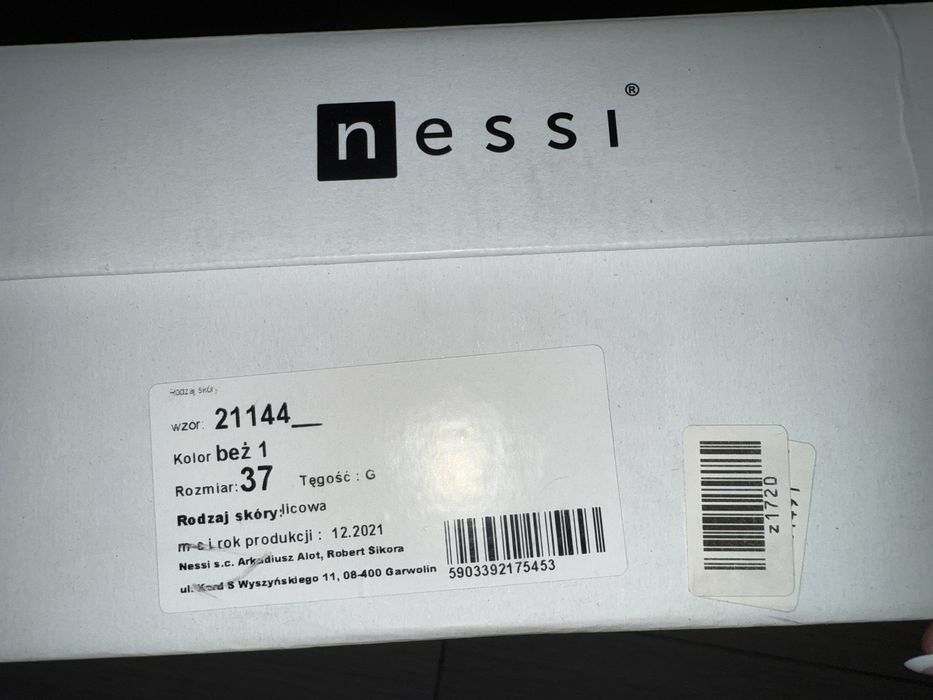 nessi®
Rodzaj skóry
wzór: 21144__
Kolor beż 1
Rozmiar: 37 Tęgość : G
Rodzaj skóry: licowa
m-c i rok produkcji : 12.2021
Nessi s.c. Arkadiusz Alot, Robert Sikora
ul. Kard S Wyszyńskiego 11, 08-400 Garwolin
5903392175453
z1720